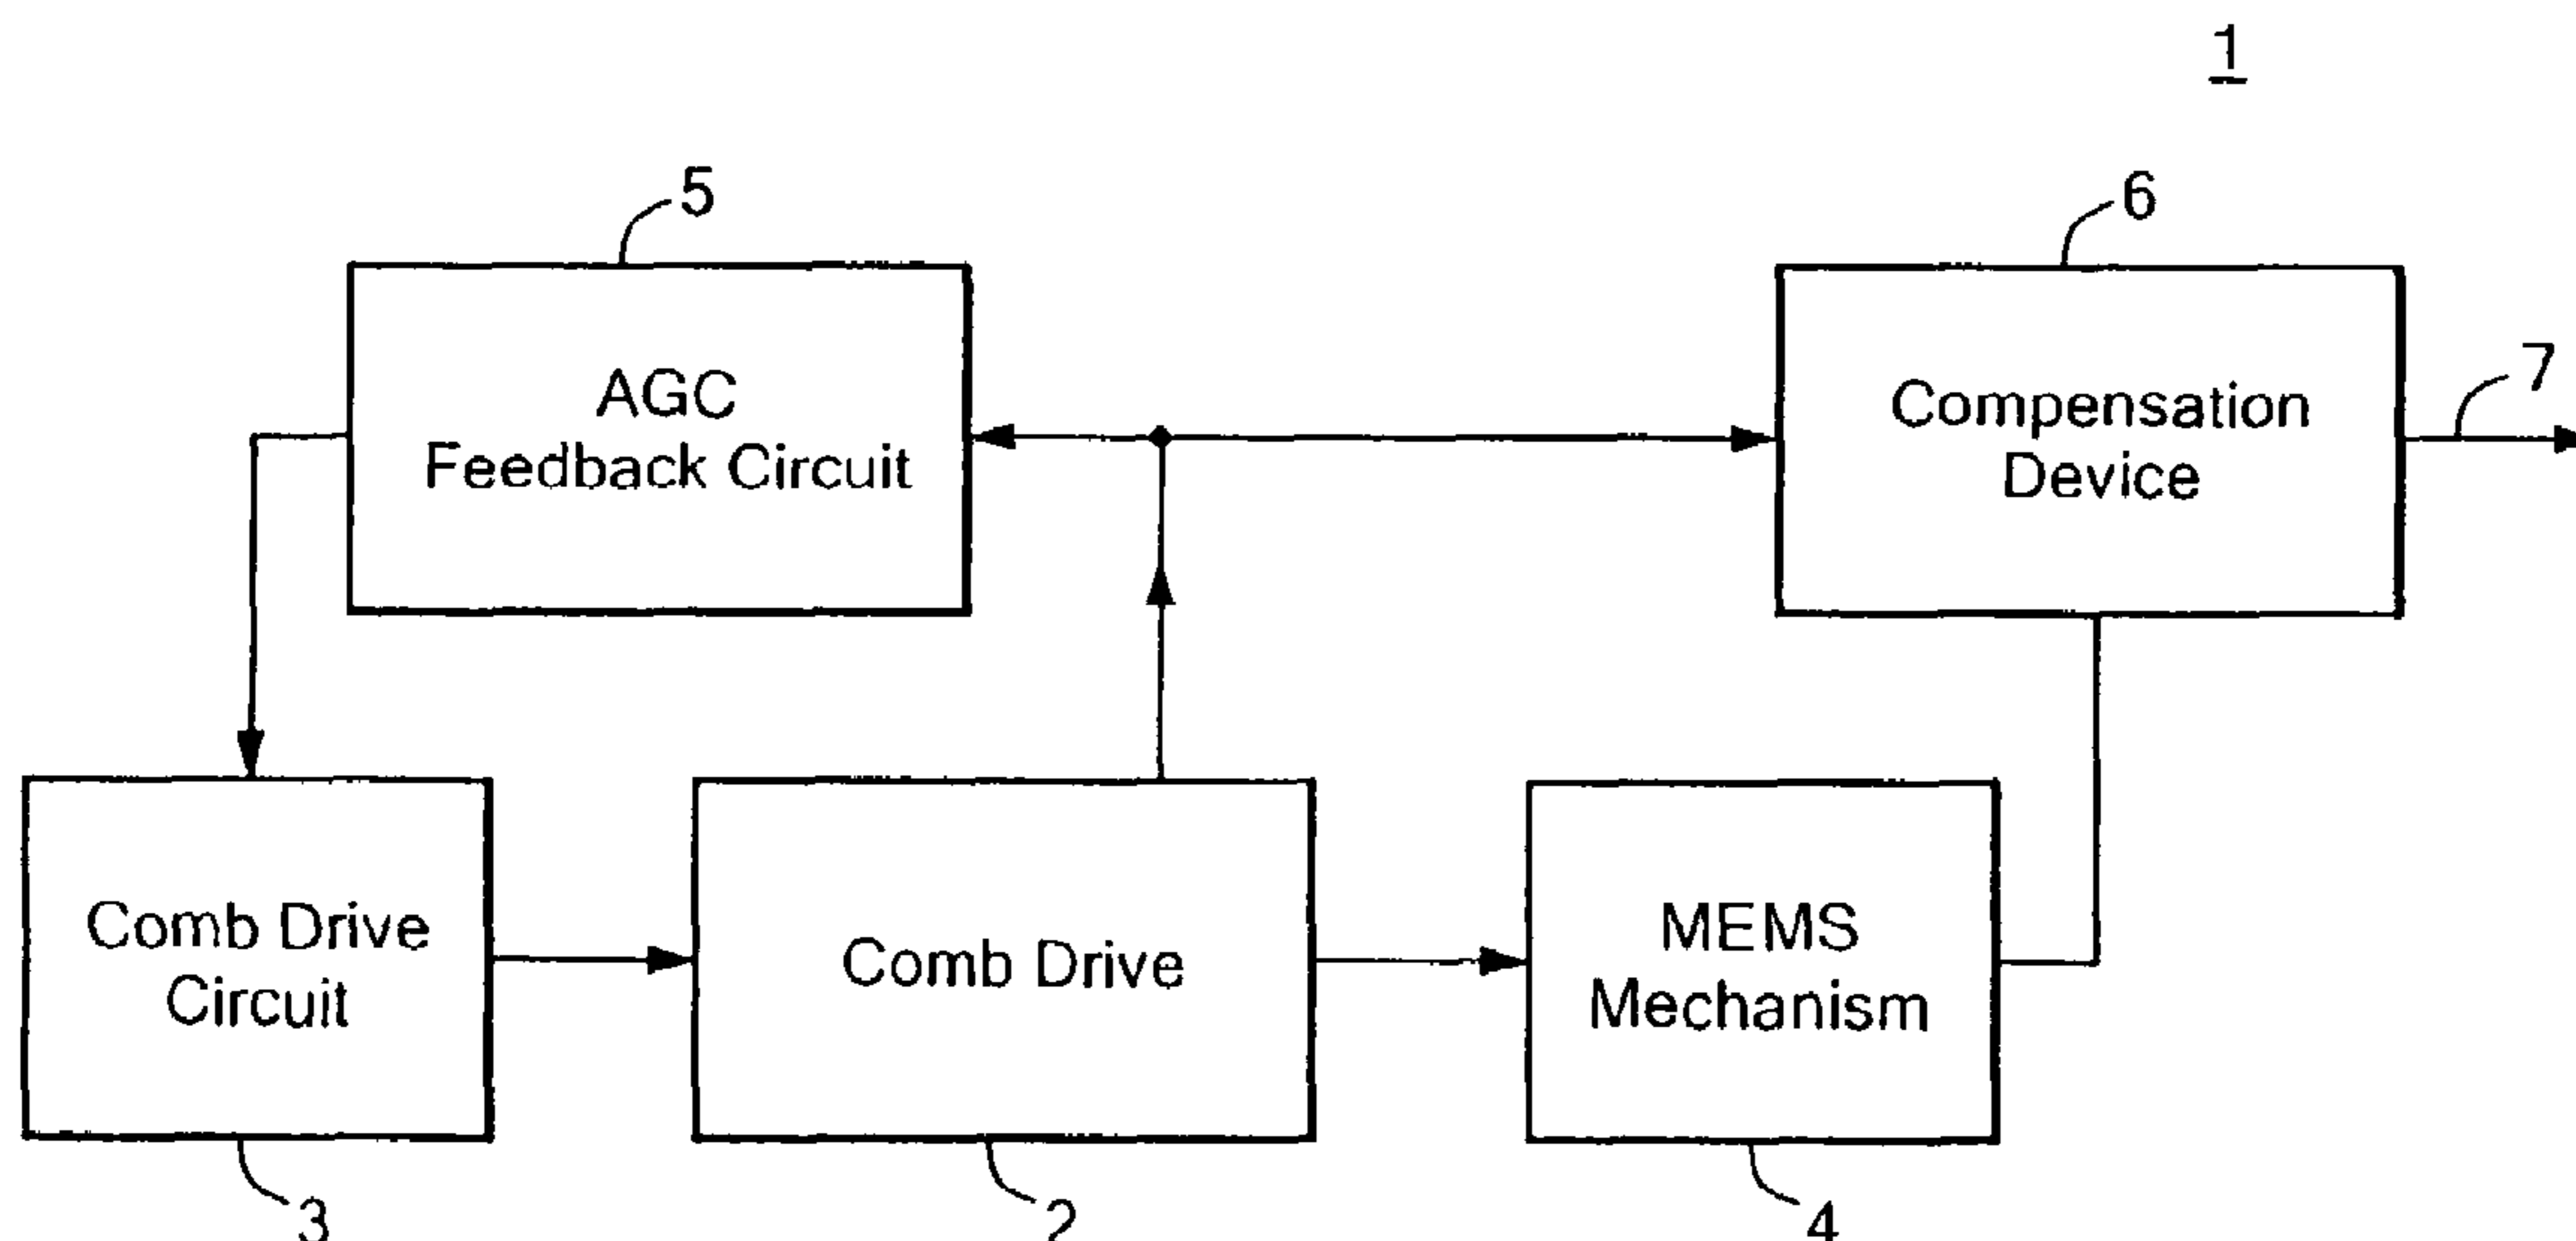 1
5
6
AGC
Feedback Circuit
Compensation
Device
7
Comb Drive
Circuit
Comb Drive
MEMS
Mechanism
3
2
4